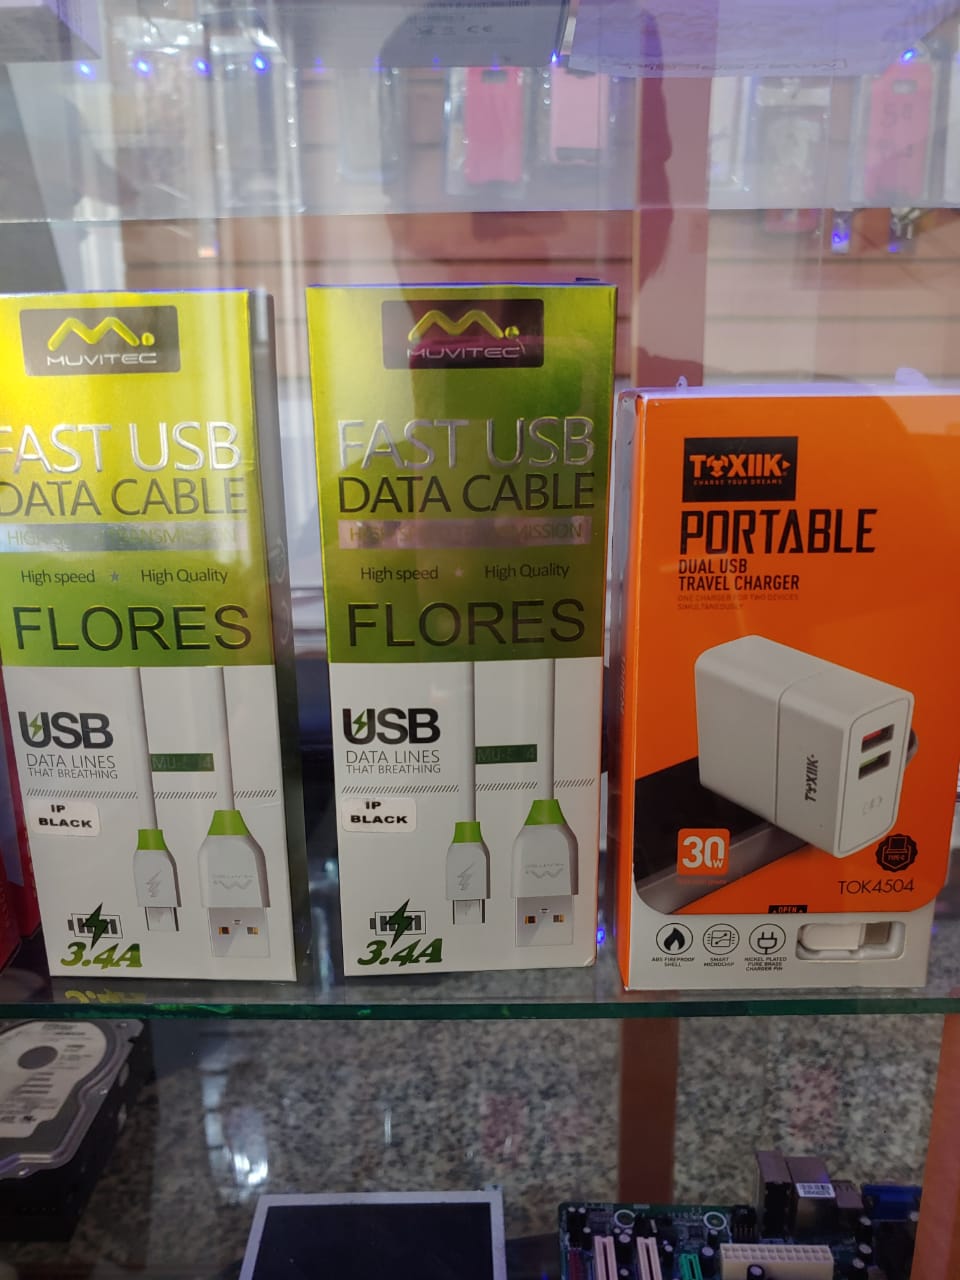 MUVITEC
FAST USB
DATA CABLE
High speed ★ High Quality
FLORES
USB
DATA LINES
THAT BREATHING
IP
BLACK
3.4A
MUVITEC
FAST USB
DATA CABLE
High speed ★ High Quality
FLORES
USB
DATA LINES
THAT BREATHING
IP
BLACK
3.4A
TOXIIK
CHARGE YOUR DREAMS
PORTABLE
DUAL USB
TRAVEL CHARGER
ONE CHARGER FOR TWO DEVICES
SIMULTANEOUSLY
TOXIIK
30W
TYPE-C
TOK4504
OPEN
ABS FIREPROOF
SHELL
SMART
MICROCHIP
NICKEL PLATED
PURE BRASS
CHARGER PIN